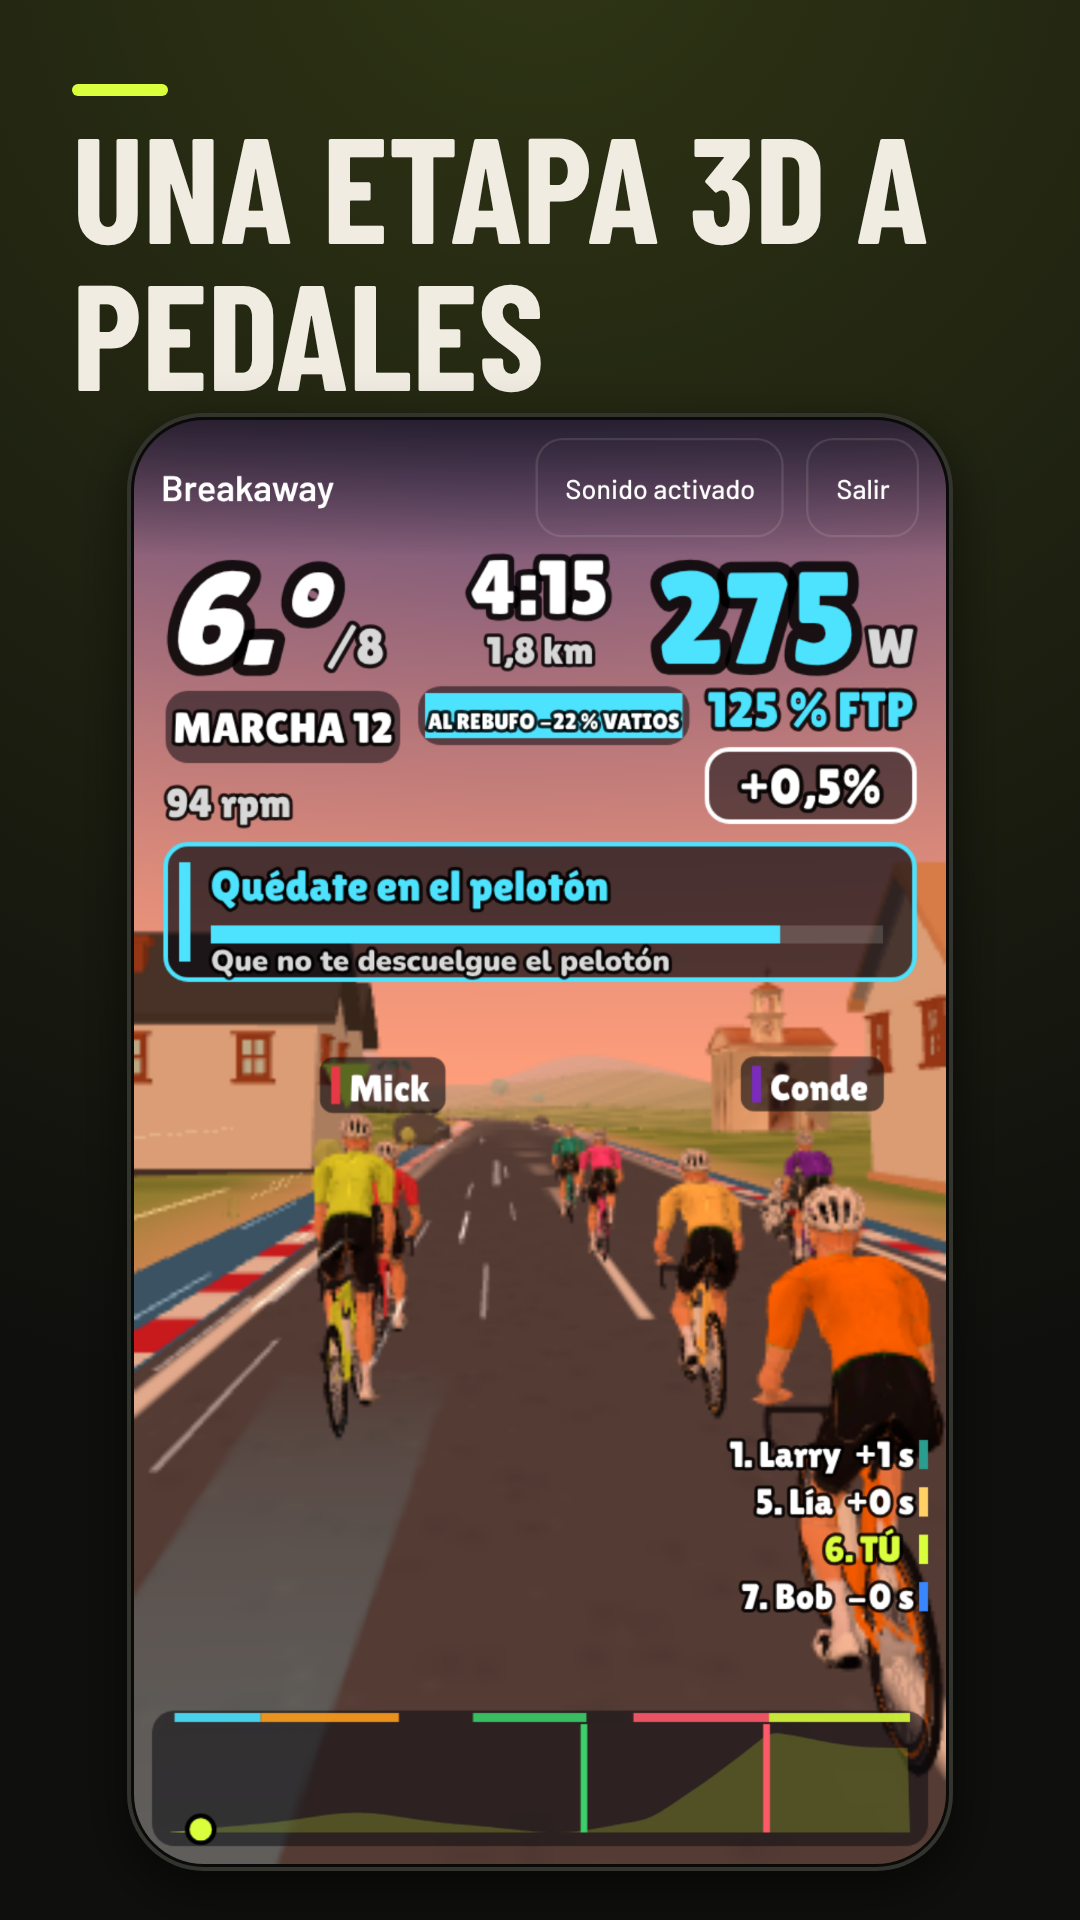 UNA ETAPA 3D A
PEDALES
Breakaway
Sonido activado
Salir
6.º/8
4:15
275 W
1,8 km
MARCHA 12
AL REBUFO –22 % VATIOS
125 % FTP
+0,5%
94 rpm
Quédate en el pelotón
Que no te descuelgue el pelotón
Mick
Conde
1. Larry +1 s
5. Lía +0 s
6. TÚ
7. Bob –0 s